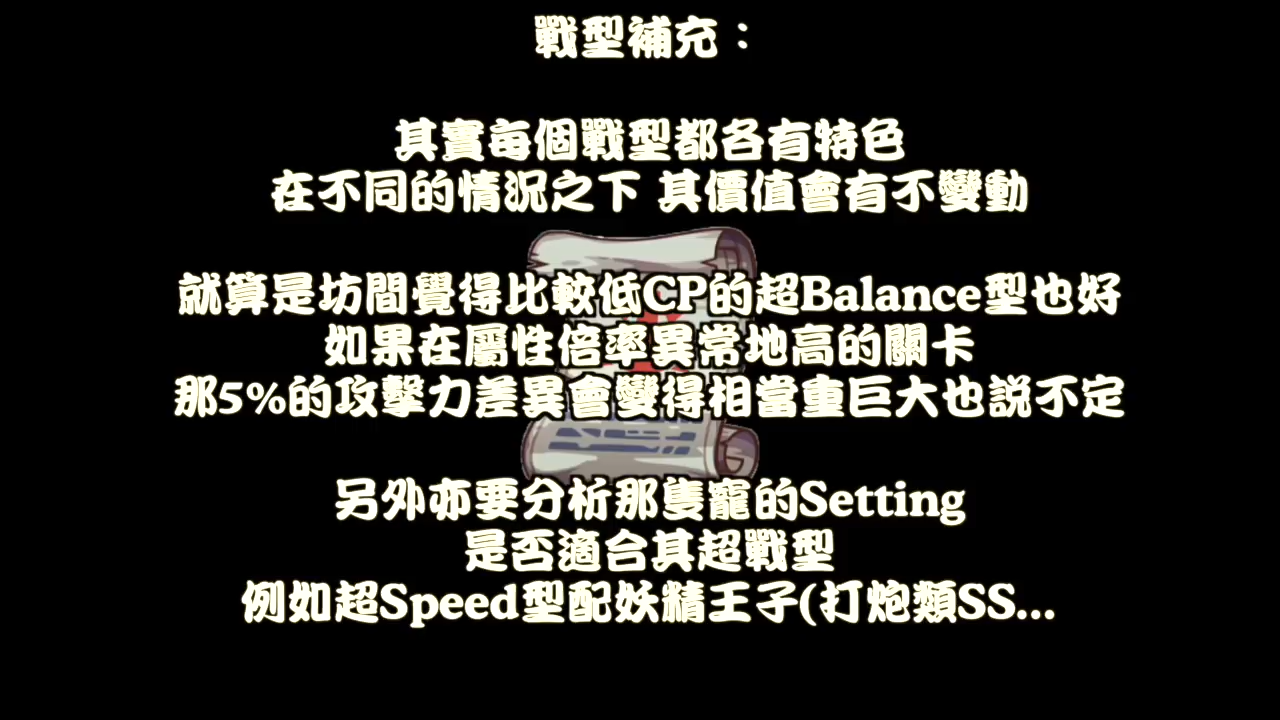 戰型補充：
其實每個戰型都各有特色
在不同的情況之下 其價值會有不變動
就算是坊間覺得比較低CP的超Balance型也好
如果在屬性倍率異常地高的關卡
那5%的攻擊力差異會變得相當重巨大也説不定
另外亦要分析那隻寵的Setting
是否適合其超戰型
例如超Speed型配妖精王子(打炮類SS...